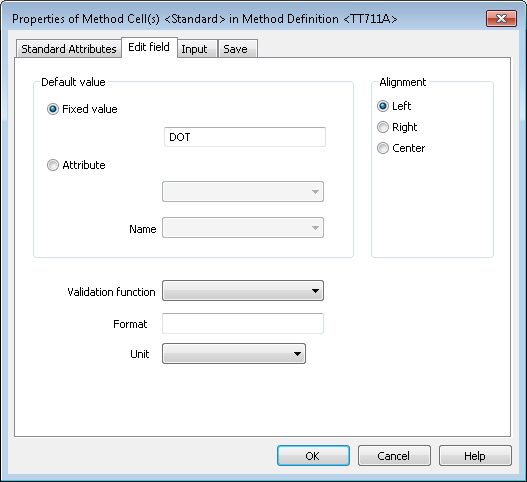 Properties of Method Cell(s) <Standard> in Method Definition <TT711A>
Standard Attributes Edit field Input Save
Default value
Fixed value
DOT
Attribute
Name
Alignment
Left
Right
Center
Validation function
Format
Unit
OK Cancel Help